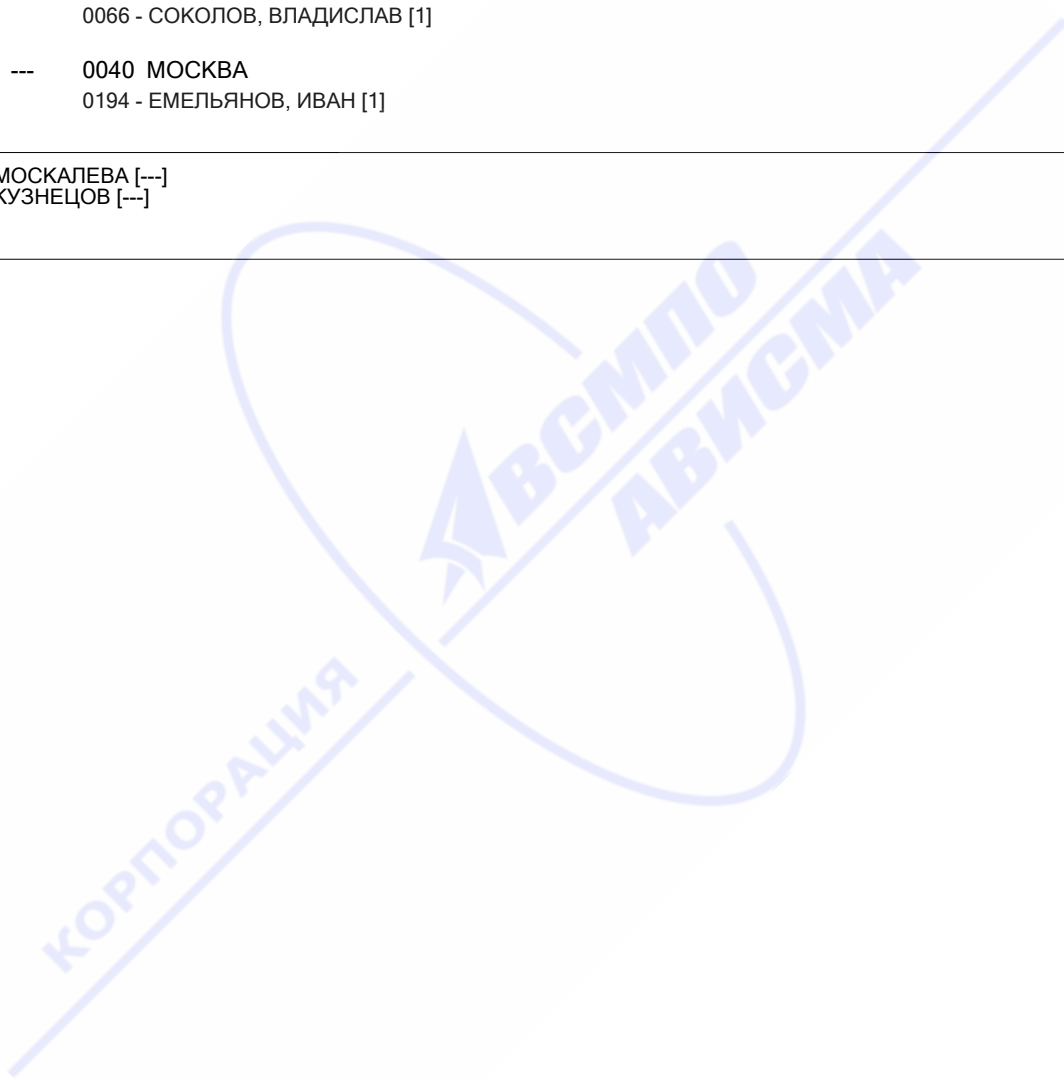 0066 - СОКОЛОВ, ВЛАДИСЛАВ [1]
--- 0040 МОСКВА
0194 - ЕМЕЛЬЯНОВ, ИВАН [1]
МОСКАЛЕВА [---]
КУЗНЕЦОВ [---]
ВСМПО
АВИСМА
КОРПОРАЦИЯ